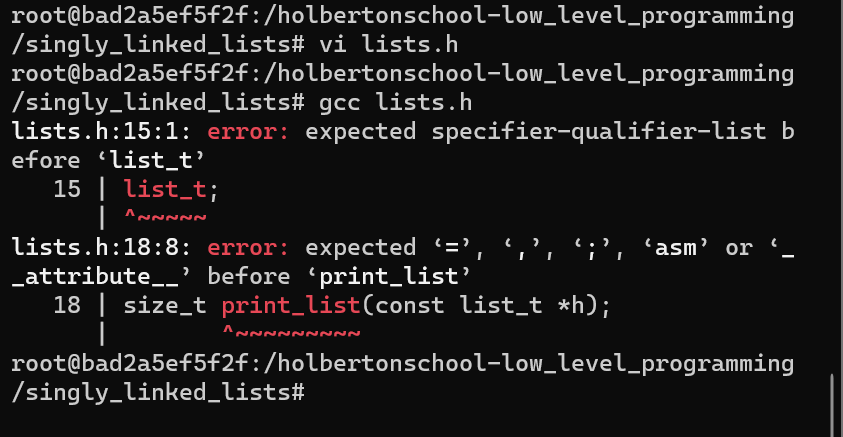 root@bad2a5ef5f2f:/holbertonschool-low_level_programming
/singly_linked_lists# vi lists.h
root@bad2a5ef5f2f:/holbertonschool-low_level_programming
/singly_linked_lists# gcc lists.h
lists.h:15:1: error: expected specifier-qualifier-list b
efore ‘list_t’
   15 | list_t;
      | ^~~~~~
lists.h:18:8: error: expected ‘=’, ‘,’, ‘;’, ‘asm’ or ‘_
_attribute__’ before ‘print_list’
   18 | size_t print_list(const list_t *h);
      |        ^~~~~~~~~~
root@bad2a5ef5f2f:/holbertonschool-low_level_programming
/singly_linked_lists#